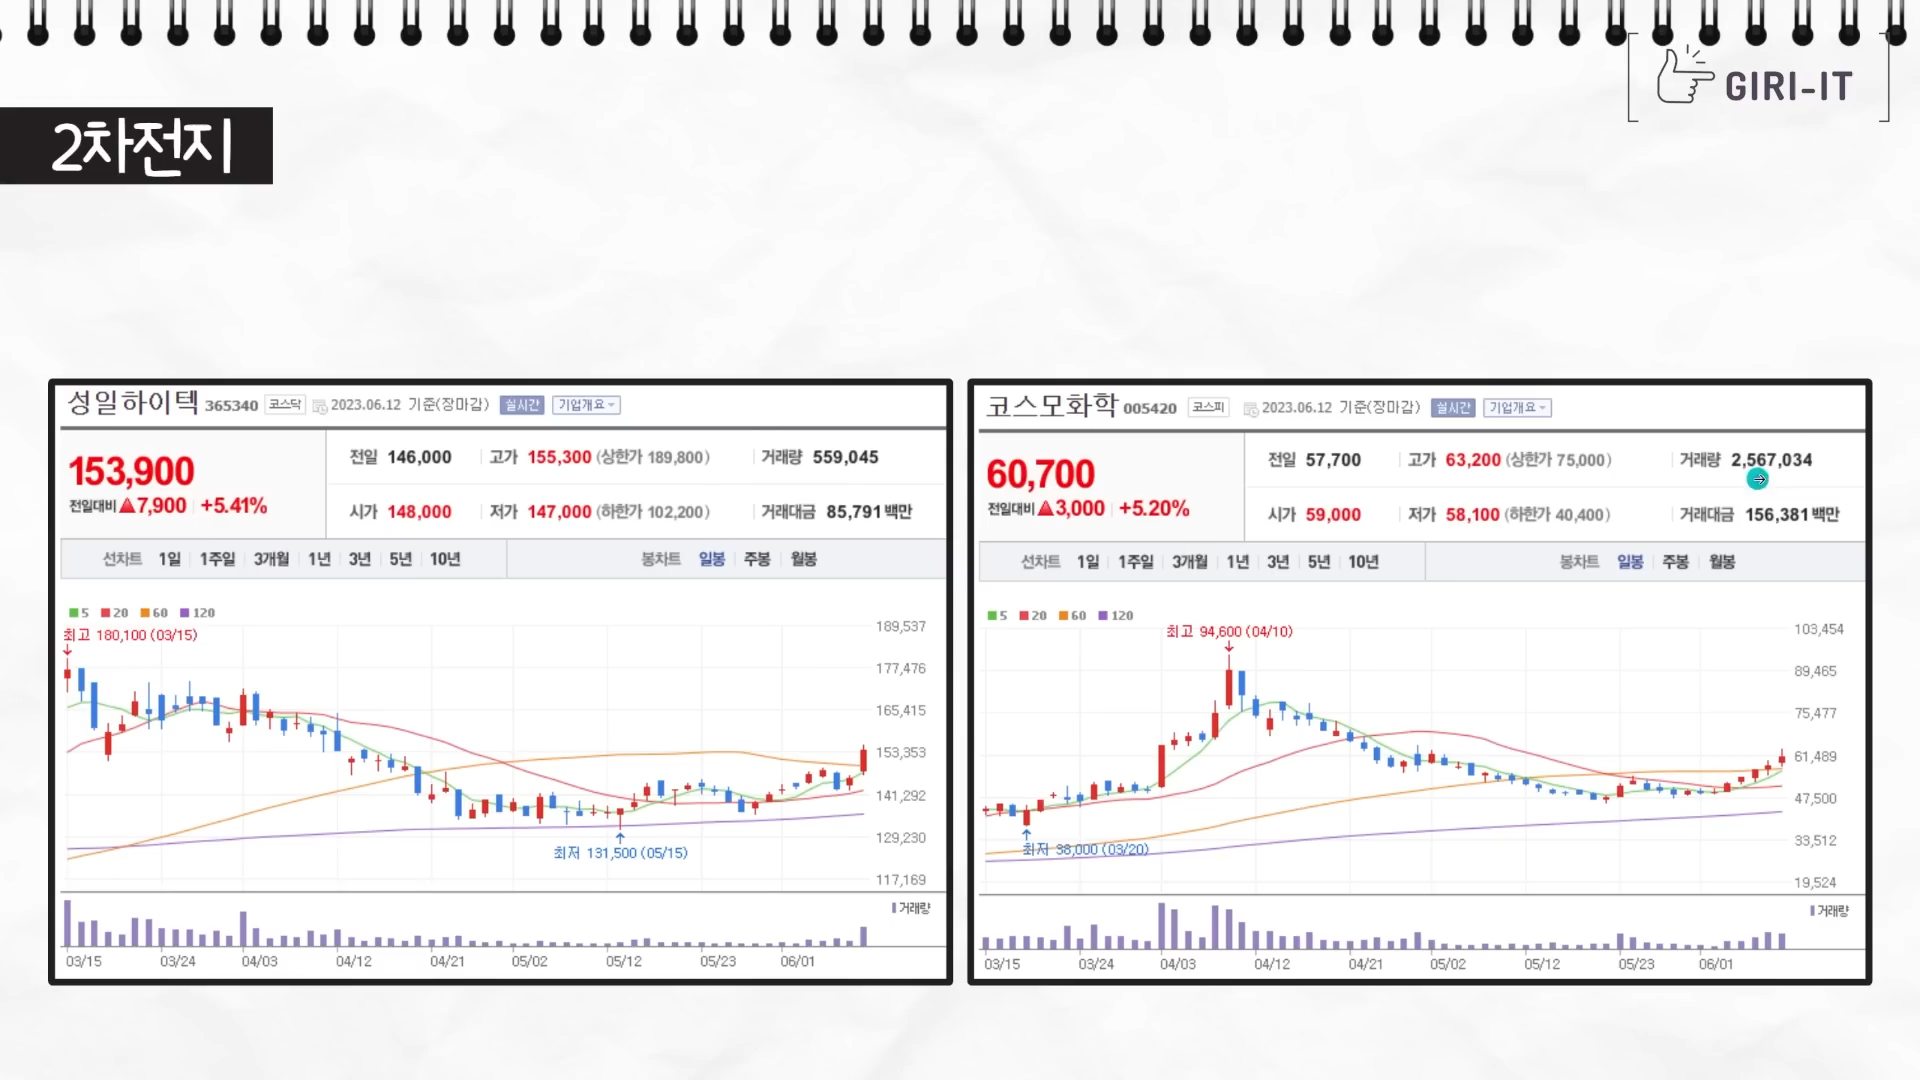 GIRI-IT
2차전지
성일하이텍 365340 코스닥 2023.06.12 기준(장마감) 실시간 기업개요
153,900
전일대비 ▲7,900 +5.41%
전일 146,000 고가 155,300 (상한가 189,800) 거래량 559,045
시가 148,000 저가 147,000 (하한가 102,200) 거래대금 85,791 백만
선차트 1일 1주일 3개월 1년 3년 5년 10년 봉차트 일봉 주봉 월봉
5 20 60 120
최고 180,100 (03/15)
189,537
177,476
165,415
153,353
141,292
129,230
117,169
최저 131,500 (05/15)
거래량
03/15 03/24 04/03 04/12 04/21 05/02 05/12 05/23 06/01
코스모화학 005420 코스피 2023.06.12 기준(장마감) 실시간 기업개요
60,700
전일대비 ▲3,000 +5.20%
전일 57,700 고가 63,200 (상한가 75,000) 거래량 2,567,034
시가 59,000 저가 58,100 (하한가 40,400) 거래대금 156,381 백만
선차트 1일 1주일 3개월 1년 3년 5년 10년 봉차트 일봉 주봉 월봉
5 20 60 120
최고 94,600 (04/10)
103,454
89,465
75,477
61,489
47,500
33,512
19,524
최저 38,000 (03/20)
거래량
03/15 03/24 04/03 04/12 04/21 05/02 05/12 05/23 06/01